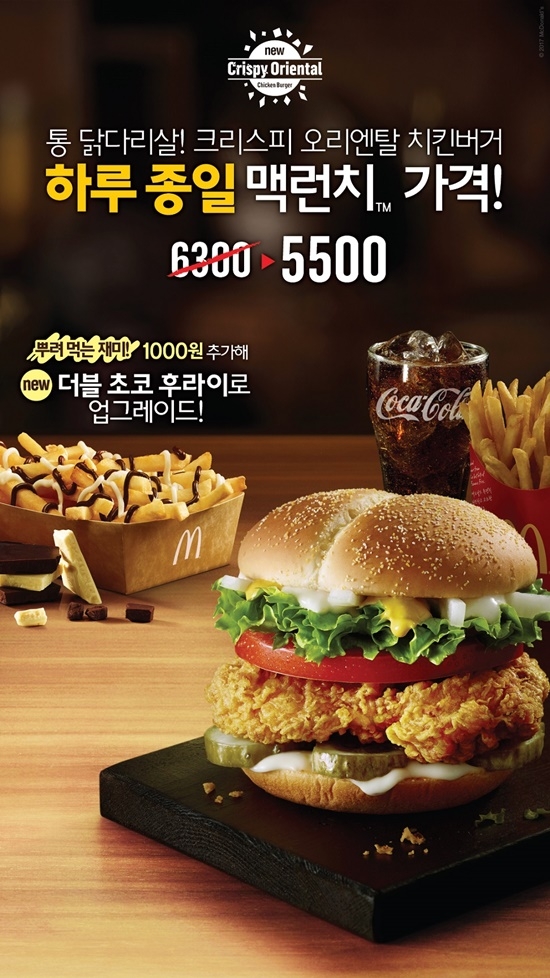 new
Crispy Oriental
Chicken Burger
통 닭다리살! 크리스피 오리엔탈 치킨버거
하루 종일 맥런치™ 가격!
6300 ▶ 5500
뿌려 먹는 재미! 1000원 추가해
new 더블 초코 후라이로
업그레이드!
Coca-Cola
© 2017 McDonald's